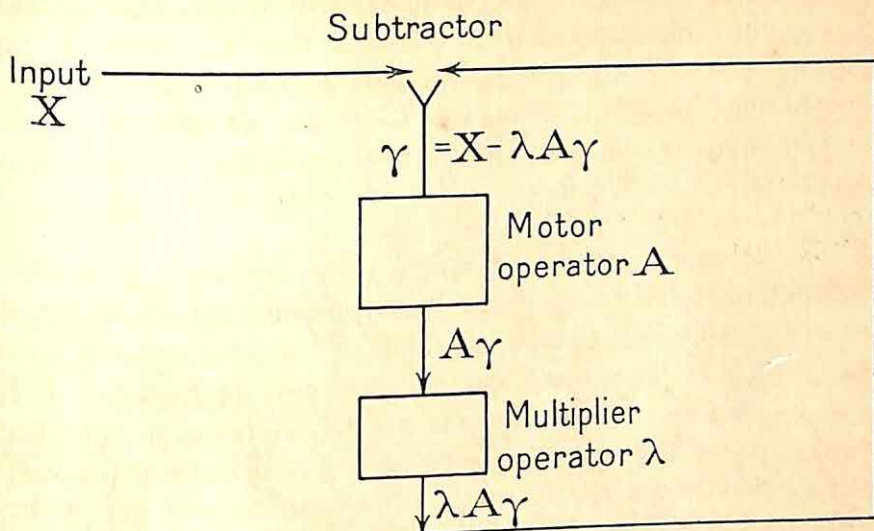 Subtractor
Input
X
γ =X-λAγ
Motor
operator A
Aγ
Multiplier
operator λ
λAγ